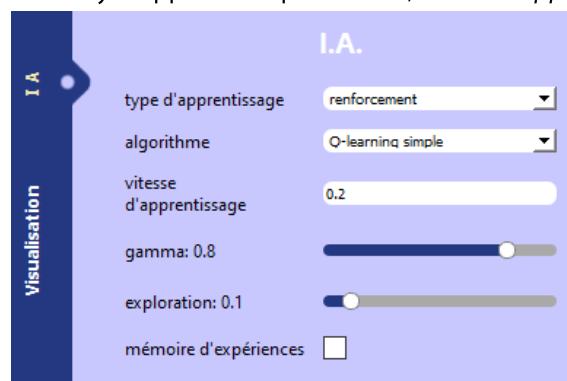 I.A.
I A
type d'apprentissage
renforcement
algorithme
Q-learning simple
vitesse
d'apprentissage
0.2
gamma: 0.8
Visualisation
exploration: 0.1
mémoire d'expériences